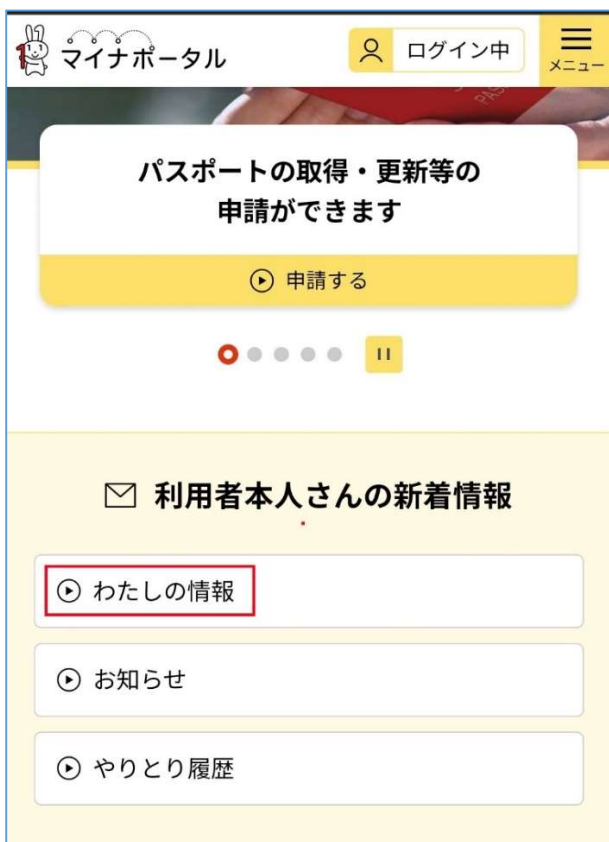 マイナポータル
ログイン中
メニュー
パスポートの取得・更新等の
申請ができます
申請する
利用者本人さんの新着情報
わたしの情報
お知らせ
やりとり履歴